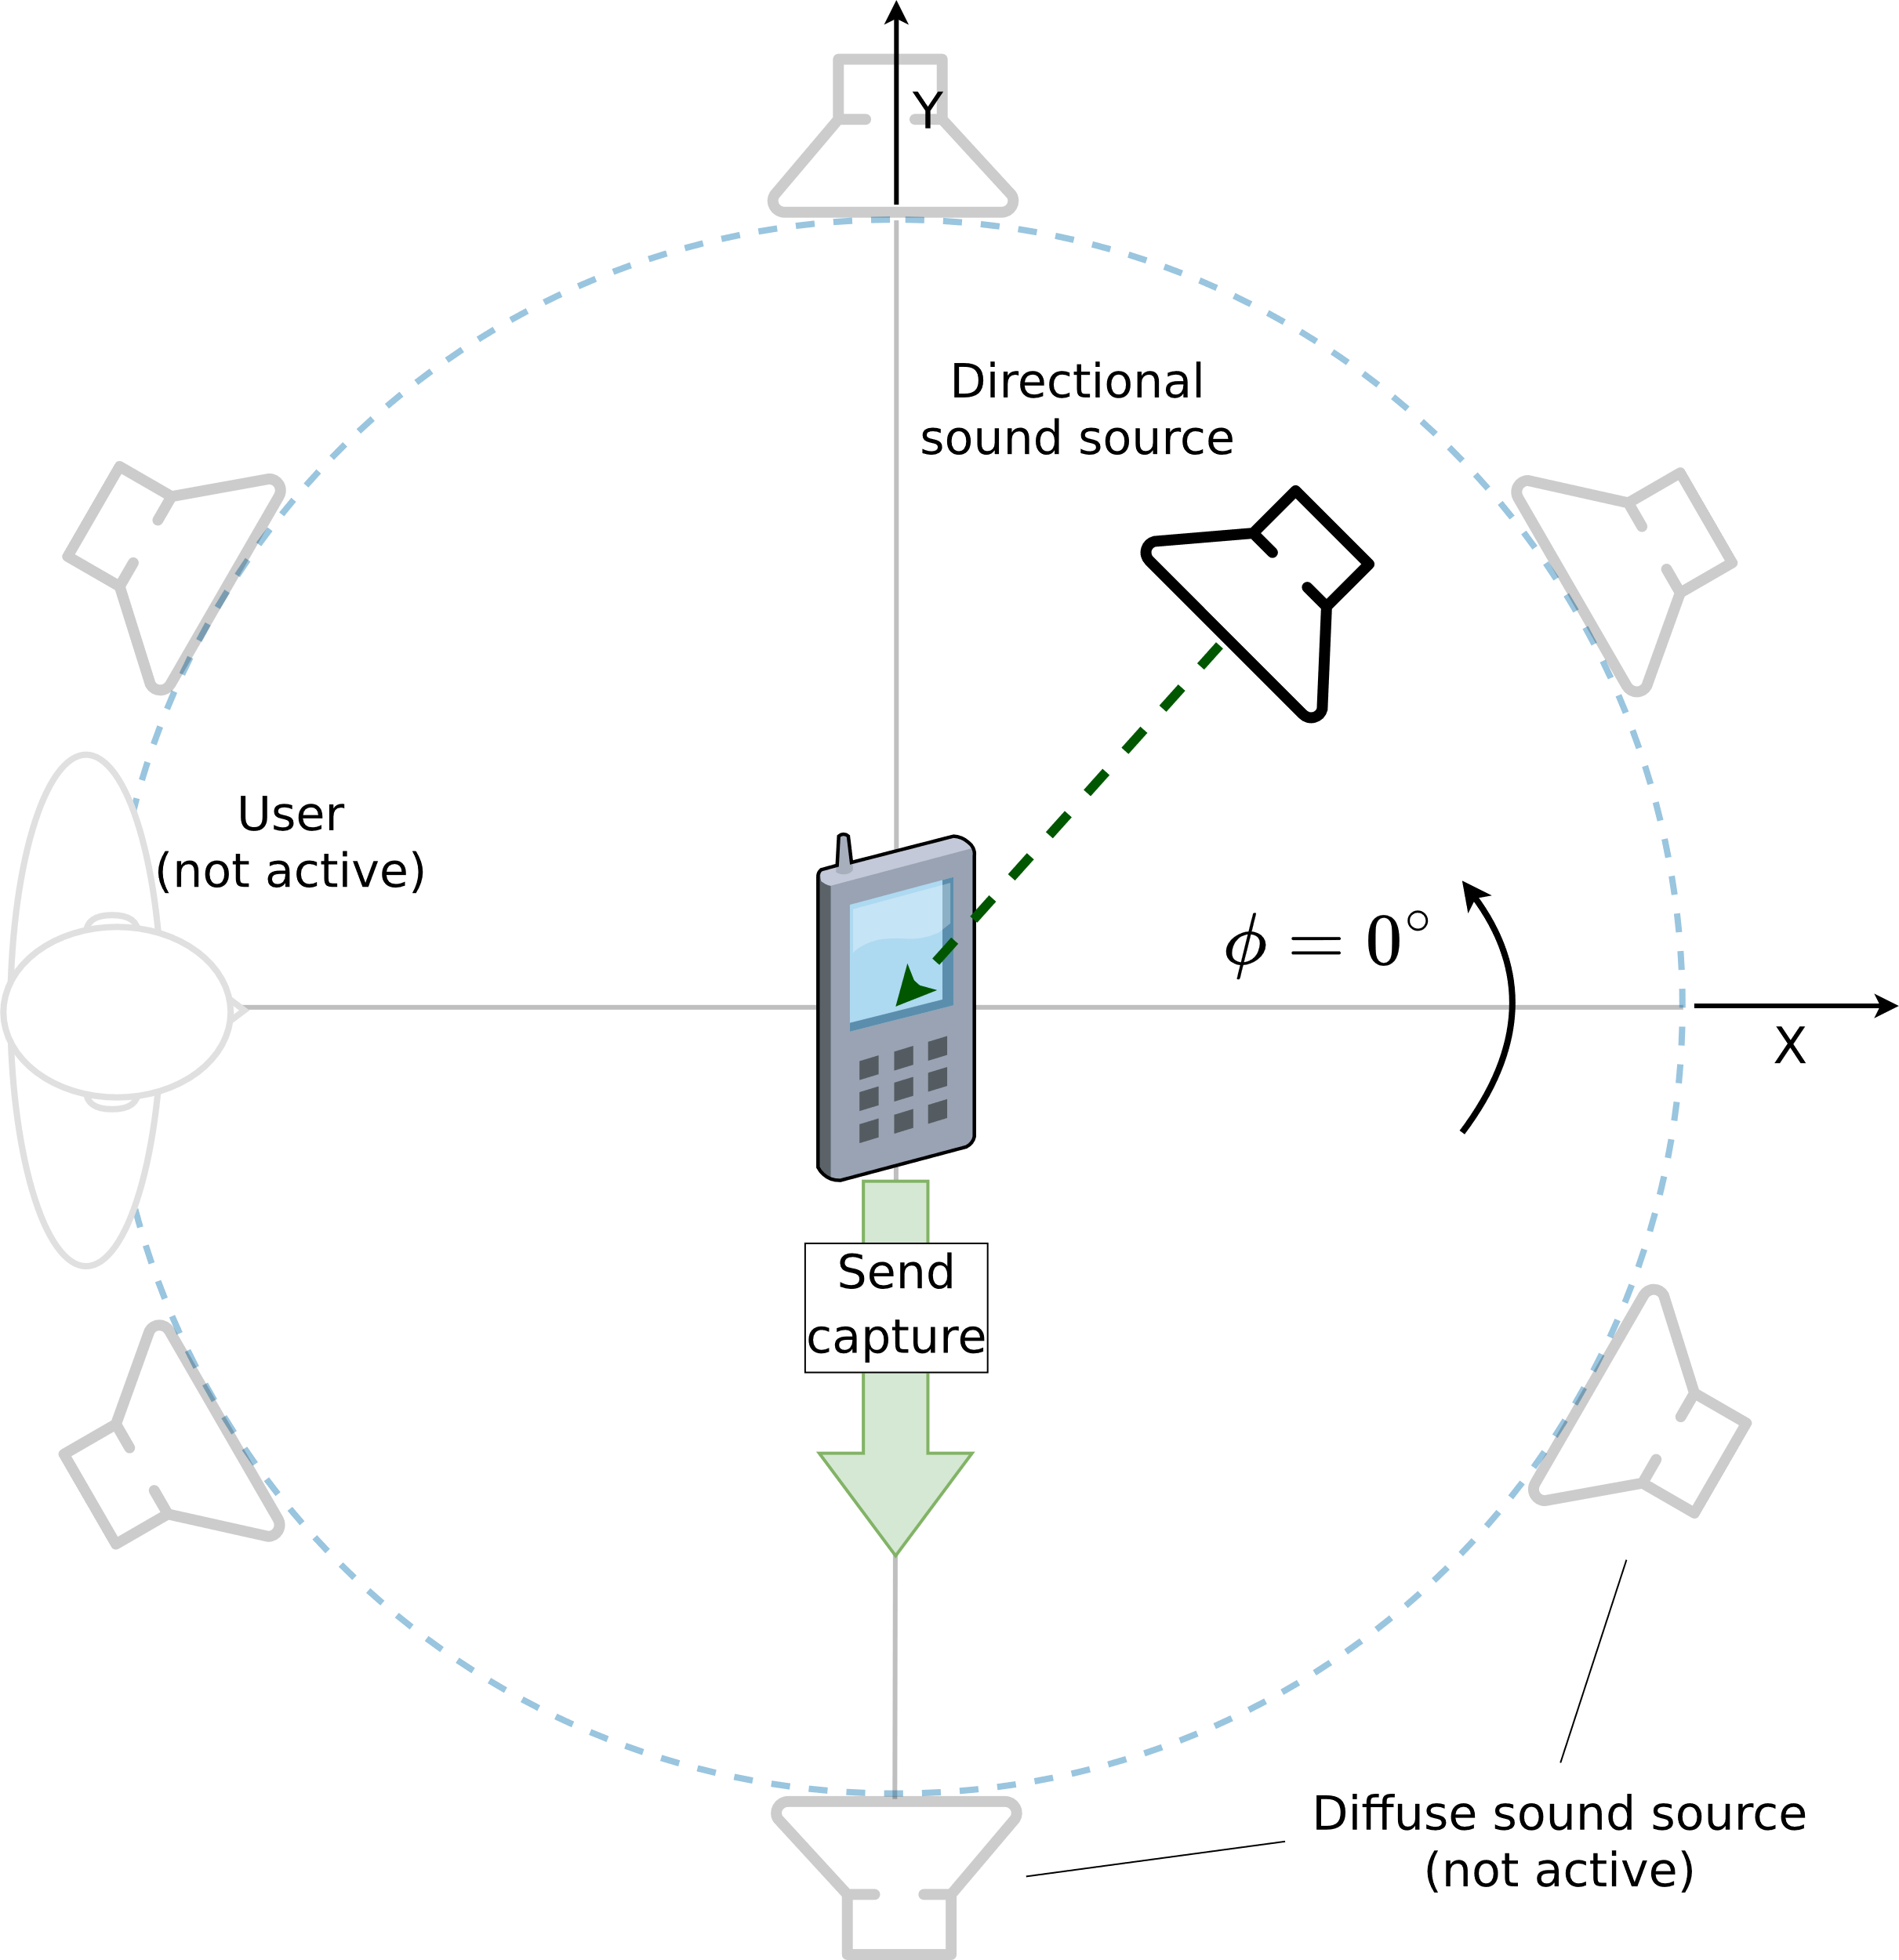 Y
Directional
sound source
User
(not active)
ϕ = 0°
X
Send
capture
Diffuse sound source
(not active)